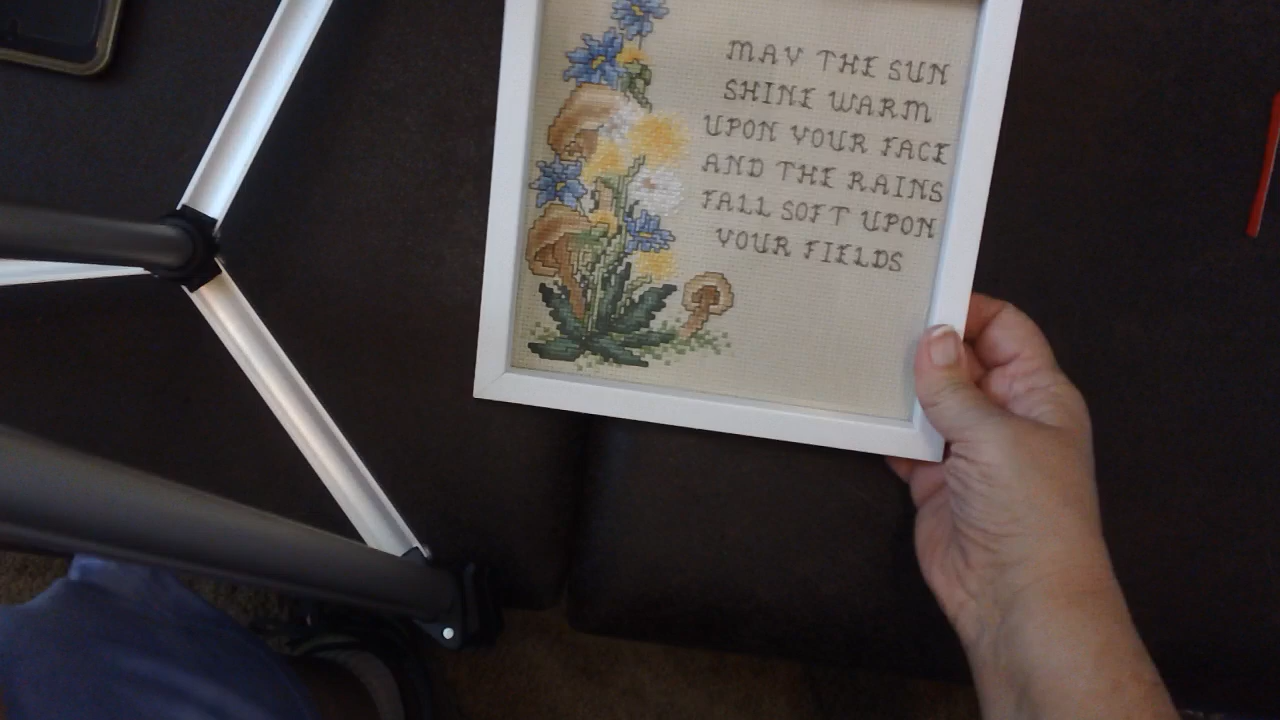 MAY THE SUN
SHINE WARM
UPON YOUR FACE
AND THE RAINS
FALL SOFT UPON
YOUR FIELDS